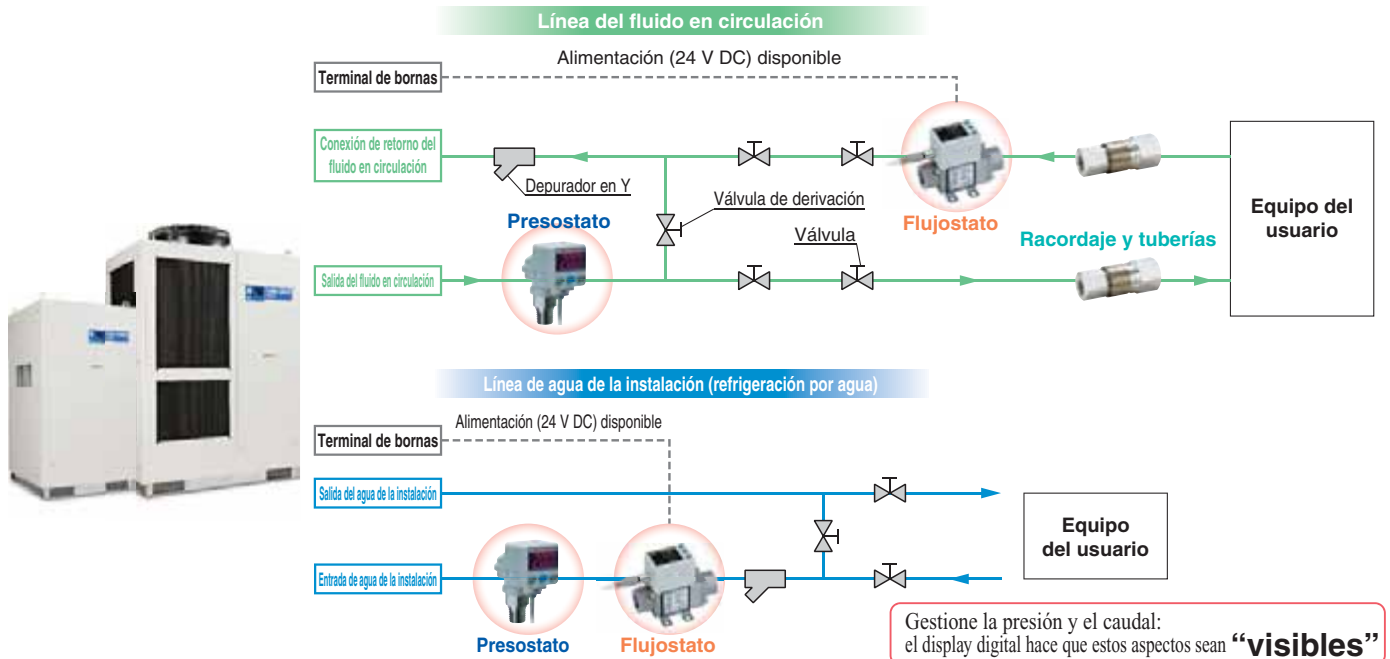 Línea del fluido en circulación
Alimentación (24 V DC) disponible
Terminal de bornas
Conexión de retorno del
fluido en circulación
Depurador en Y
Presostato
Válvula de derivación
Válvula
Flujostato
Racordaje y tuberías
Equipo del
usuario
Salida del fluido en circulación
Línea de agua de la instalación (refrigeración por agua)
Alimentación (24 V DC) disponible
Terminal de bornas
Salida del agua de la instalación
Equipo
del usuario
Entrada de agua de la instalación
Presostato
Flujostato
Gestione la presión y el caudal:
el display digital hace que estos aspectos sean “visibles”